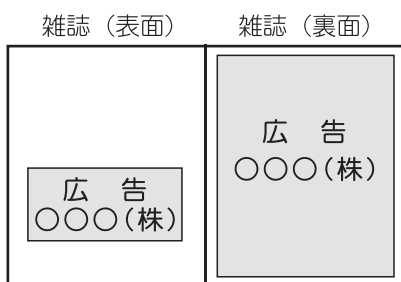 雑誌（表面）
雑誌（裏面）
広　告
○○○(株)
広　告
○○○(株)